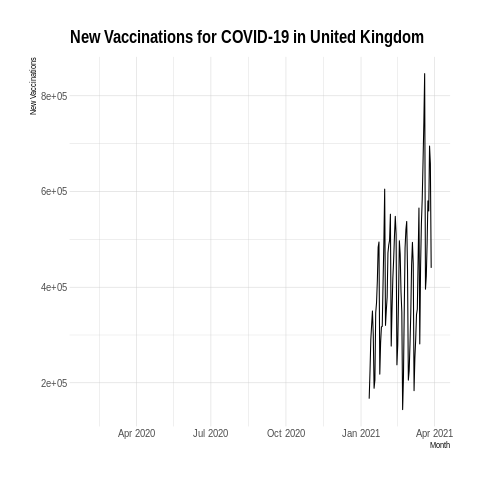 New Vaccinations for COVID-19 in United Kingdom
New Vaccinations
8e+05
6e+05
4e+05
2e+05
Apr 2020 Jul 2020 Oct 2020 Jan 2021 Apr 2021
Month